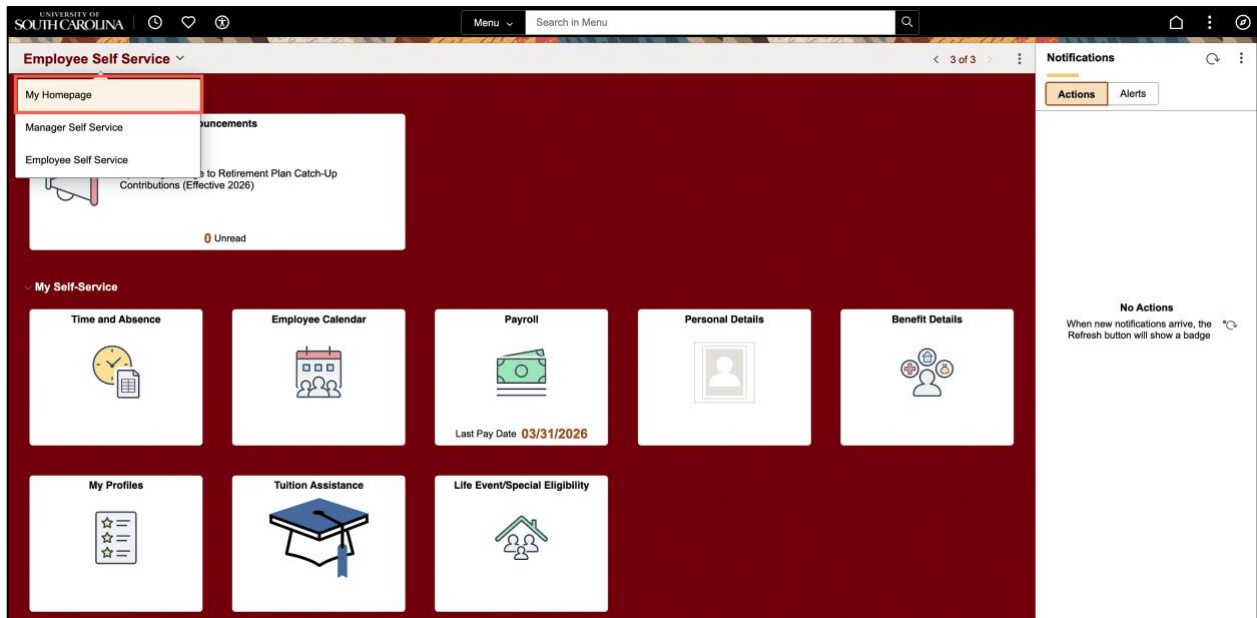 UNIVERSITY OF
SOUTH CAROLINA
Menu
Search in Menu
Employee Self Service
3 of 3
My Homepage
Manager Self Service
Employee Self Service
to Retirement Plan Catch-Up
Contributions (Effective 2026)
0 Unread
My Self-Service
Time and Absence
Employee Calendar
Payroll
Last Pay Date 03/31/2026
Personal Details
Benefit Details
My Profiles
Tuition Assistance
Life Event/Special Eligibility
Notifications
Actions
Alerts
No Actions
When new notifications arrive, the
Refresh button will show a badge